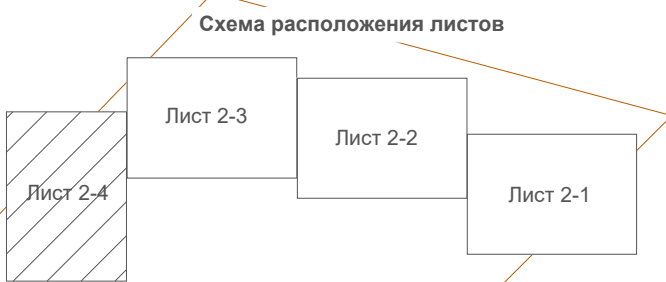 Схема расположения листов
Лист 2-3
Лист 2-2
Лист 2-4
Лист 2-1